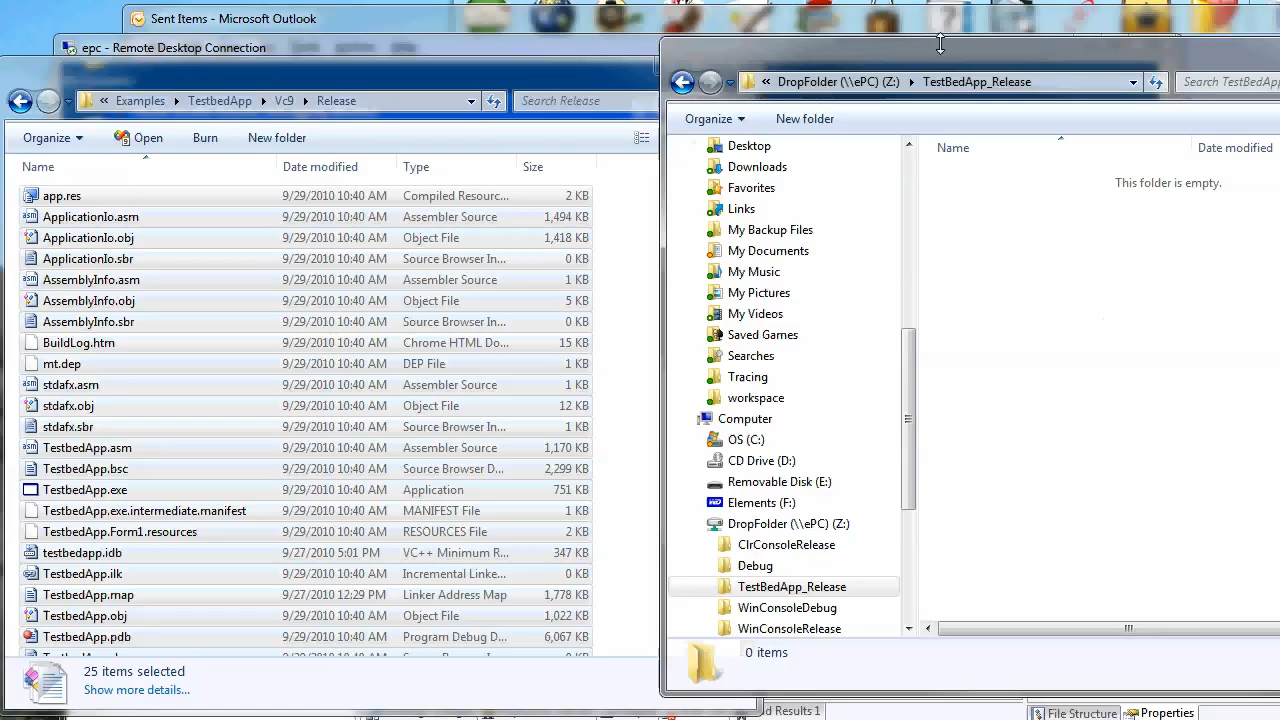 Sent Items - Microsoft Outlook
epc - Remote Desktop Connection
« Examples TestbedApp Vc9 Release Search Release
Organize Open Burn New folder
Name Date modified Type Size
app.res 9/29/2010 10:40 AM Compiled Resourc... 2 KB
ApplicationIo.asm 9/29/2010 10:40 AM Assembler Source 1,494 KB
ApplicationIo.obj 9/29/2010 10:40 AM Object File 1,418 KB
ApplicationIo.sbr 9/29/2010 10:40 AM Source Browser In... 0 KB
AssemblyInfo.asm 9/29/2010 10:40 AM Assembler Source 1 KB
AssemblyInfo.obj 9/29/2010 10:40 AM Object File 5 KB
AssemblyInfo.sbr 9/29/2010 10:40 AM Source Browser In... 0 KB
BuildLog.htm 9/29/2010 10:40 AM Chrome HTML Do... 15 KB
mt.dep 9/29/2010 10:40 AM DEP File 1 KB
stdafx.asm 9/29/2010 10:40 AM Assembler Source 1 KB
stdafx.obj 9/29/2010 10:40 AM Object File 12 KB
stdafx.sbr 9/29/2010 10:40 AM Source Browser In... 0 KB
TestbedApp.asm 9/29/2010 10:40 AM Assembler Source 1,170 KB
TestbedApp.bsc 9/29/2010 10:40 AM Source Browser D... 2,299 KB
TestbedApp.exe 9/29/2010 10:40 AM Application 751 KB
TestbedApp.exe.intermediate.manifest 9/29/2010 10:40 AM MANIFEST File 1 KB
TestbedApp.Form1.resources 9/29/2010 10:40 AM RESOURCES File 2 KB
testbedapp.idb 9/27/2010 5:01 PM VC++ Minimum R... 347 KB
TestbedApp.ilk 9/29/2010 10:40 AM Incremental Linke... 0 KB
TestbedApp.map 9/27/2010 12:29 PM Linker Address Map 1,778 KB
TestbedApp.obj 9/29/2010 10:40 AM Object File 1,022 KB
TestbedApp.pdb 9/29/2010 10:40 AM Program Debug D... 6,067 KB
25 items selected
Show more details...
« DropFolder (\\ePC) (Z:) TestBedApp_Release Search TestBedA
Organize New folder
Desktop
Downloads
Favorites
Links
My Backup Files
My Documents
My Music
My Pictures
My Videos
Saved Games
Searches
Tracing
workspace
Computer
OS (C:)
CD Drive (D:)
Removable Disk (E:)
Elements (F:)
DropFolder (\\ePC) (Z:)
ClrConsoleRelease
Debug
TestBedApp_Release
WinConsoleDebug
WinConsoleRelease
Name Date modified
This folder is empty.
0 items
d Results 1 File Structure Properties